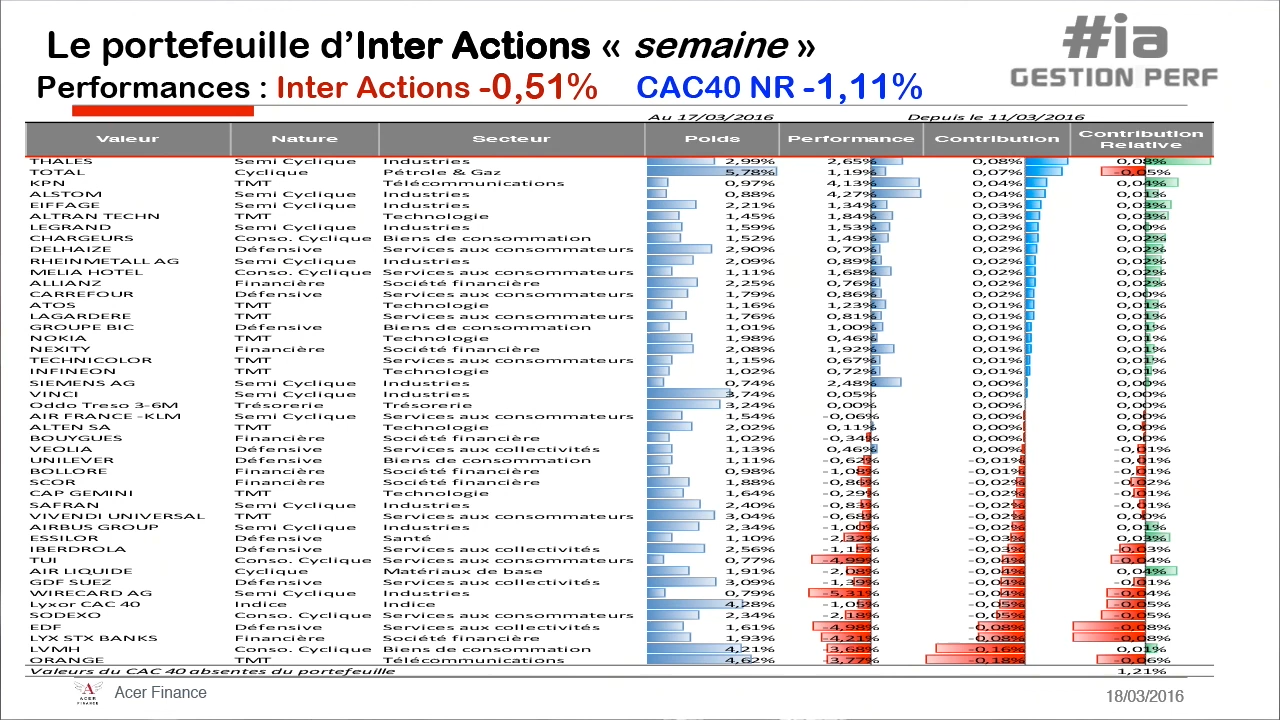 Le portefeuille d’Inter Actions « semaine »
#ia
GESTION PERF
Performances : Inter Actions -0,51% CAC40 NR -1,11%
Au 17/03/2016 Depuis le 11/03/2016
Valeur Nature Secteur Poids Performance Contribution Contribution Relative
THALES Semi Cyclique Industries 2,99% 2,65% 0,08% 0,08%
TOTAL Cyclique Pétrole & Gaz 5,78% 1,19% 0,07% -0,05%
KPN TMT Télécommunications 0,97% 4,13% 0,04% 0,04%
ALSTOM Semi Cyclique Industries 0,88% 4,27% 0,04% 0,01%
EIFFAGE Semi Cyclique Industries 2,21% 1,34% 0,03% 0,03%
ALTRAN TECHN TMT Technologie 1,45% 1,84% 0,03% 0,03%
LEGRAND Semi Cyclique Industries 1,59% 1,53% 0,02% 0,00%
CHARGEURS Conso. Cyclique Biens de consommation 1,52% 1,49% 0,02% 0,02%
DELHAIZE Défensive Services aux consommateurs 2,90% 0,70% 0,02% 0,02%
RHEINMETALL AG Semi Cyclique Industries 2,09% 0,89% 0,02% 0,02%
MELIA HOTEL Conso. Cyclique Services aux consommateurs 1,11% 1,68% 0,02% 0,02%
ALLIANZ Financière Société financière 2,25% 0,76% 0,02% 0,02%
CARREFOUR Défensive Services aux consommateurs 1,79% 0,86% 0,02% 0,00%
ATOS TMT Technologie 1,16% 1,23% 0,01% 0,01%
LAGARDERE TMT Services aux consommateurs 1,76% 0,81% 0,01% 0,01%
GROUPE BIC Défensive Biens de consommation 1,01% 1,00% 0,01% 0,01%
NOKIA TMT Technologie 1,98% 0,46% 0,01% 0,01%
NEXITY Financière Société financière 2,08% 1,92% 0,01% 0,01%
TECHNICOLOR TMT Services aux consommateurs 1,15% 0,67% 0,01% 0,01%
INFINEON TMT Technologie 1,02% 0,72% 0,01% 0,01%
SIEMENS AG Semi Cyclique Industries 0,74% 2,48% 0,00% 0,00%
VINCI Semi Cyclique Industries 3,74% 0,05% 0,00% 0,00%
Oddo Treso 3-6M Trésorerie Trésorerie 3,24% 0,00% 0,00% 0,00%
AIR FRANCE -KLM Semi Cyclique Services aux consommateurs 1,54% -0,06% 0,00% 0,00%
ALTEN SA TMT Technologie 2,02% 0,11% 0,00% 0,00%
BOUYGUES Financière Société financière 1,02% -0,34% 0,00% 0,00%
VEOLIA Défensive Services aux collectivités 1,13% 0,46% 0,00% -0,01%
UNILEVER Défensive Biens de consommation 1,11% -0,62% -0,01% -0,01%
BOLLORE Financière Société financière 0,98% -1,08% -0,01% -0,01%
SCOR Financière Société financière 1,88% -0,86% -0,02% -0,02%
CAP GEMINI TMT Technologie 1,64% -0,29% -0,02% -0,01%
SAFRAN Semi Cyclique Industries 2,40% -0,83% -0,02% -0,01%
VIVENDI UNIVERSAL TMT Services aux consommateurs 3,04% -0,68% -0,02% 0,00%
AIRBUS GROUP Semi Cyclique Industries 2,34% -1,00% -0,02% 0,01%
ESSILOR Défensive Santé 1,10% -2,32% -0,03% 0,03%
IBERDROLA Défensive Services aux collectivités 2,56% -1,15% -0,03% -0,03%
TUI Conso. Cyclique Services aux consommateurs 0,77% -4,99% -0,04% -0,04%
AIR LIQUIDE Cyclique Matériaux de base 1,91% -2,08% -0,04% 0,04%
GDF SUEZ Défensive Services aux collectivités 3,09% -1,39% -0,04% -0,01%
WIRECARD AG Semi Cyclique Industries 0,79% -5,31% -0,04% -0,04%
Lyxor CAC 40 Indice Indice 4,28% -1,05% -0,05% -0,05%
SODEXO Conso. Cyclique Services aux consommateurs 2,34% -2,18% -0,05% -0,05%
EDF Défensive Services aux collectivités 1,61% -4,98% -0,08% -0,08%
LYX STX BANKS Financière Société financière 1,93% -4,21% -0,08% -0,08%
LVMH Conso. Cyclique Biens de consommation 4,21% -3,68% -0,16% 0,01%
ORANGE TMT Télécommunications 4,62% -3,77% -0,18% -0,06%
Valeurs du CAC 40 absentes du portefeuille 1,21%
A
ACER
FINANCE
Acer Finance
18/03/2016